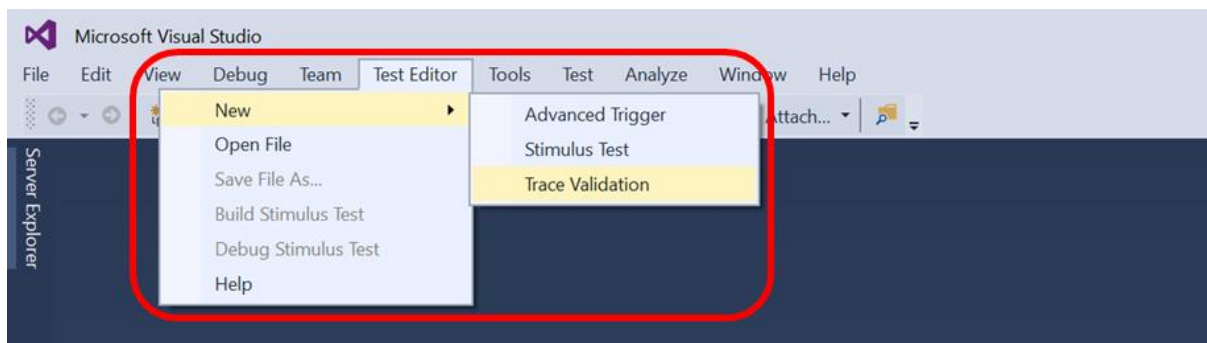 Microsoft Visual Studio
File Edit View Debug Team Test Editor Tools Test Analyze Window Help
Attach...
New
Open File
Save File As...
Build Stimulus Test
Debug Stimulus Test
Help
Advanced Trigger
Stimulus Test
Trace Validation
Server Explorer